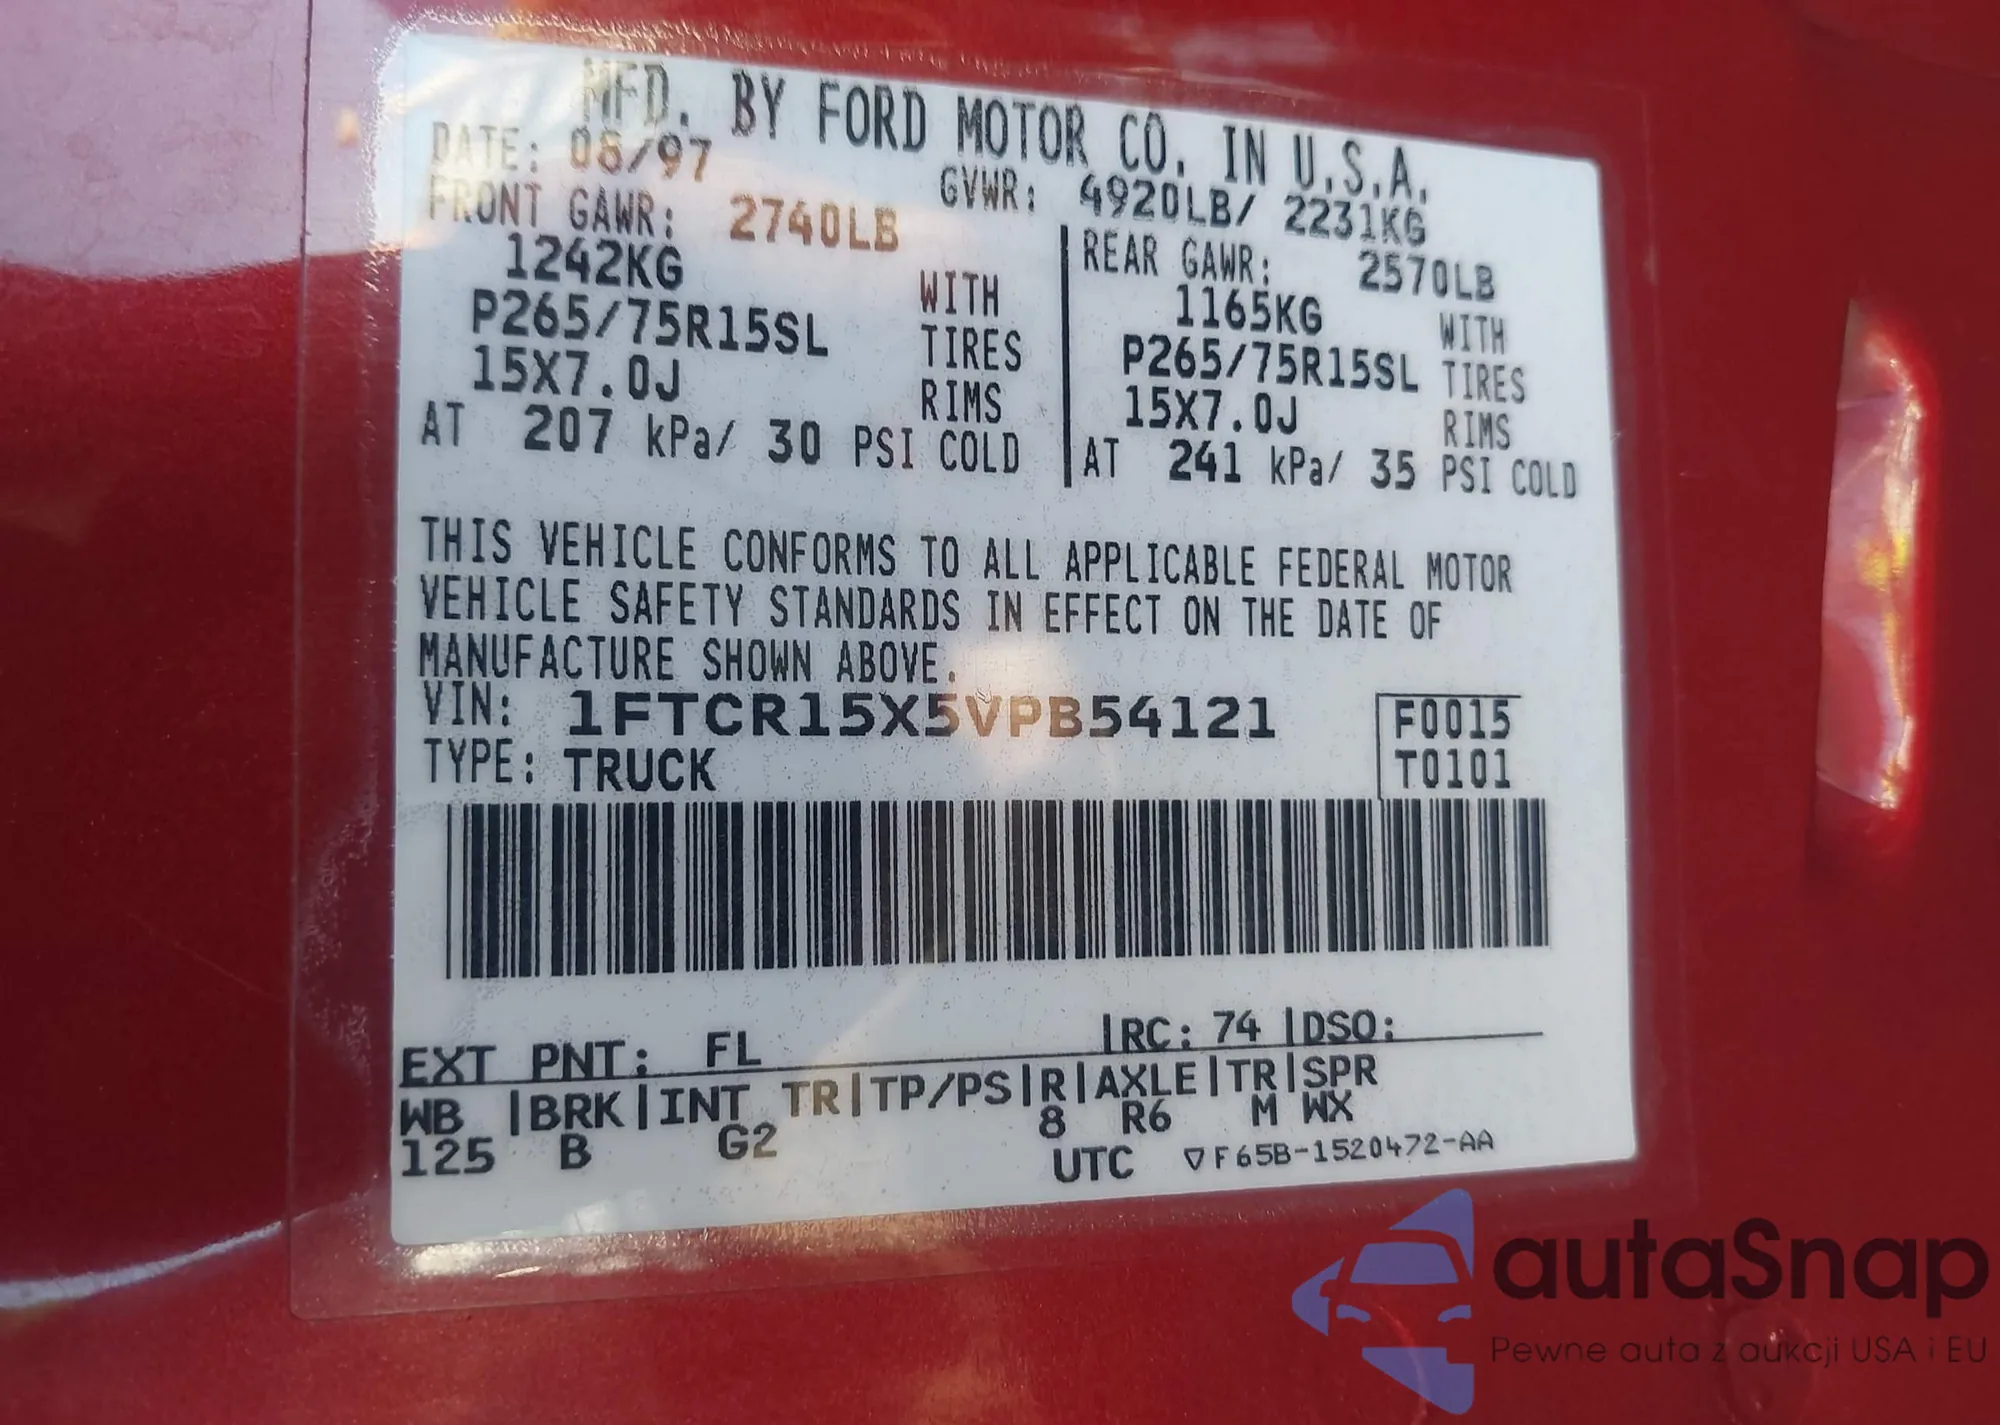 MFD. BY FORD MOTOR CO. IN U.S.A.
DATE: 08/97 GVWR: 4920LB/ 2231KG
FRONT GAWR: 2740LB REAR GAWR: 2570LB
1242KG WITH 1165KG WITH
P265/75R15SL TIRES P265/75R15SL TIRES
15X7.0J RIMS 15X7.0J RIMS
AT 207 kPa/ 30 PSI COLD AT 241 kPa/ 35 PSI COLD
THIS VEHICLE CONFORMS TO ALL APPLICABLE FEDERAL MOTOR
VEHICLE SAFETY STANDARDS IN EFFECT ON THE DATE OF
MANUFACTURE SHOWN ABOVE.
VIN: 1FTCR15X5VPB54121 F0015
TYPE: TRUCK T0101
EXT PNT: FL RC: 74 DSO:
WB BRK INT TR TP/PS R AXLE TR SPR
125 B G2 8 R6 M WX
UTC ▽F65B-1520472-AA
autaSnap
Pewne auta z aukcji USA i EU